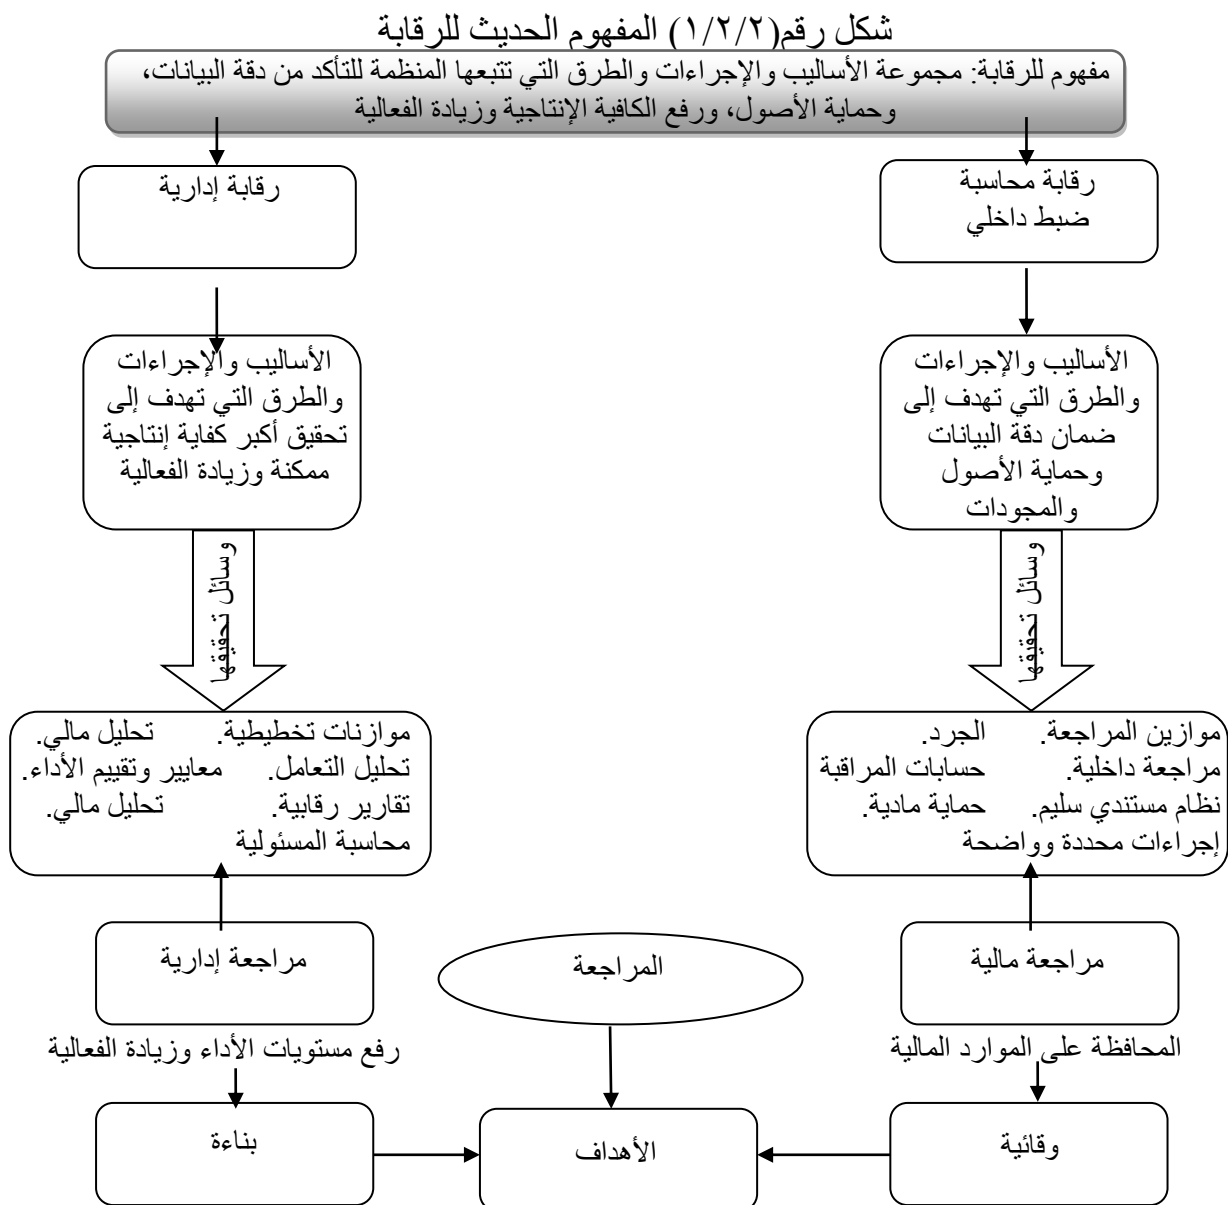 شكل رقم(١/٢/٢) المفهوم الحديث للرقابة
مفهوم للرقابة: مجموعة الأساليب والإجراءات والطرق التي تتبعها المنظمة للتأكد من دقة البيانات،
وحماية الأصول، ورفع الكافية الإنتاجية وزيادة الفعالية
رقابة محاسبة
ضبط داخلي
رقابة إدارية
الأساليب والإجراءات
والطرق التي تهدف إلى
ضمان دقة البيانات
وحماية الأصول
والمجودات
الأساليب والإجراءات
والطرق التي تهدف إلى
تحقيق أكبر كفاية إنتاجية
ممكنة وزيادة الفعالية
وسائل تحقيقها
وسائل تحقيقها
موازين المراجعة. الجرد.
مراجعة داخلية. حسابات المراقبة
نظام مستندي سليم. حماية مادية.
إجراءات محددة وواضحة
موازنات تخطيطية. تحليل مالي.
تحليل التعامل. معايير وتقييم الأداء.
تقارير رقابية. تحليل مالي.
محاسبة المسئولية
مراجعة مالية
المراجعة
مراجعة إدارية
المحافظة على الموارد المالية
رفع مستويات الأداء وزيادة الفعالية
وقائية
الأهداف
بناءة